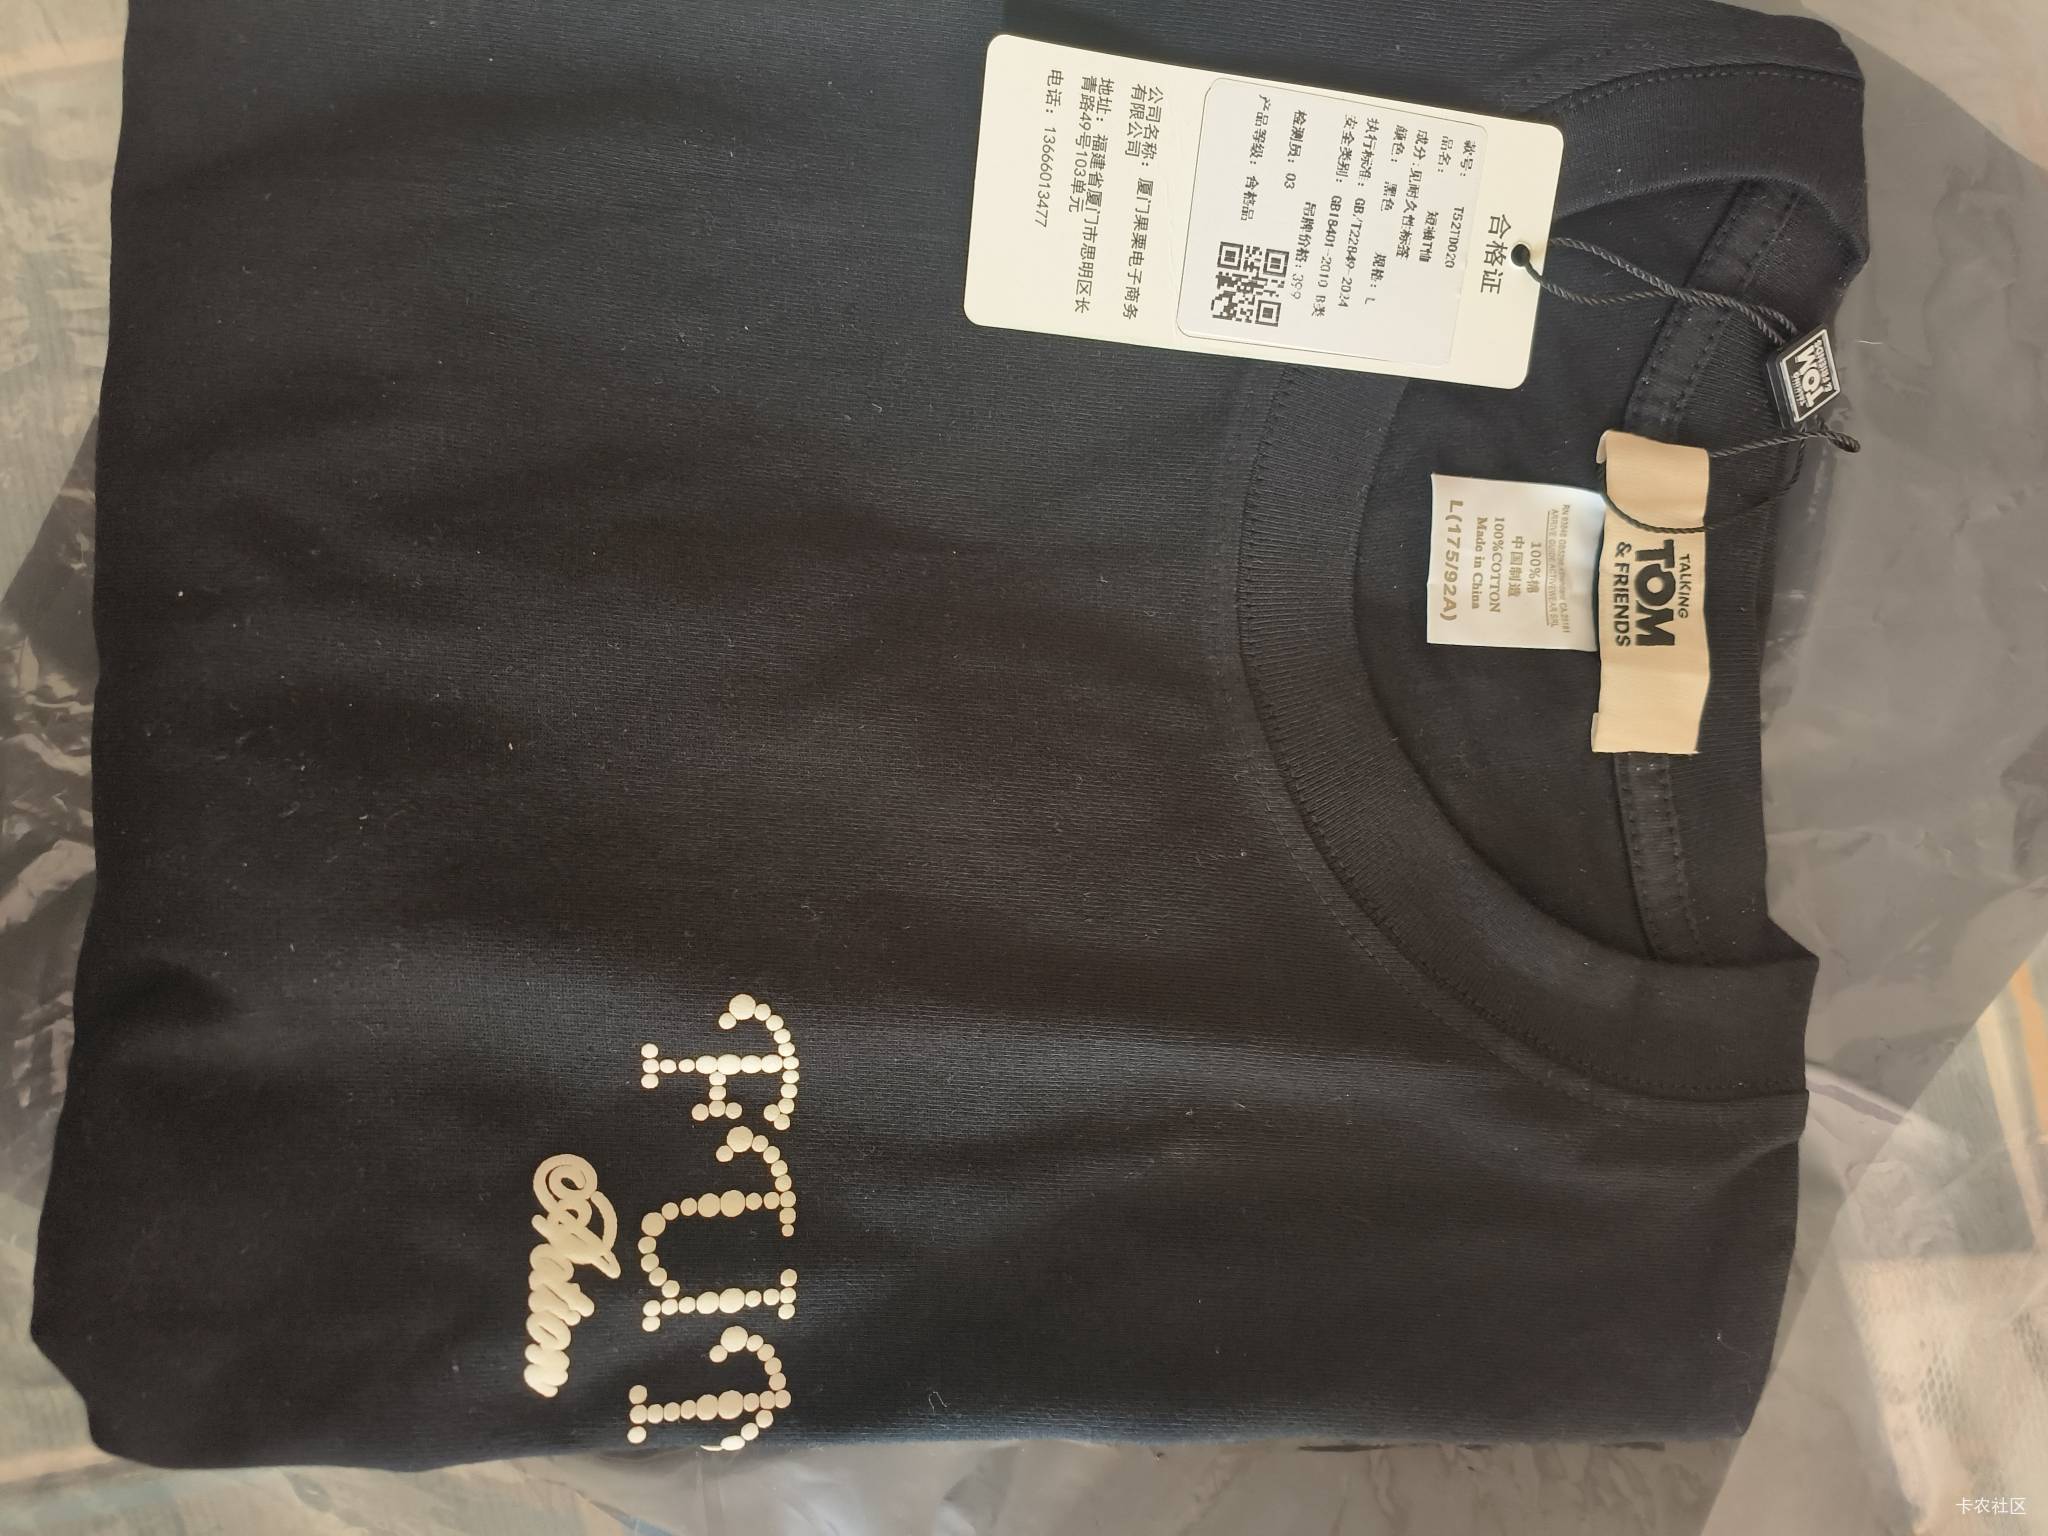 合格证
款号: T52TD020
品名: 短袖T恤
成分:见耐久性标签
颜色: 黑色 规格:L
执行标准: GB/T22849-2024
安全类别: GB18401-2010 B类
检测员: 03 吊牌价格:399
产品等级: 合格品
公司名称: 厦门果栗电子商务
有限公司
地址: 福建省厦门市思明区长
青路49号103单元
电话: 13666013477
TALKING
TOM
& FRIENDS
TALKING
TOM
& FRIENDS
100%棉
中国制造
100%COTTON
Made in China
L(175/92A)
FUN
卡农社区